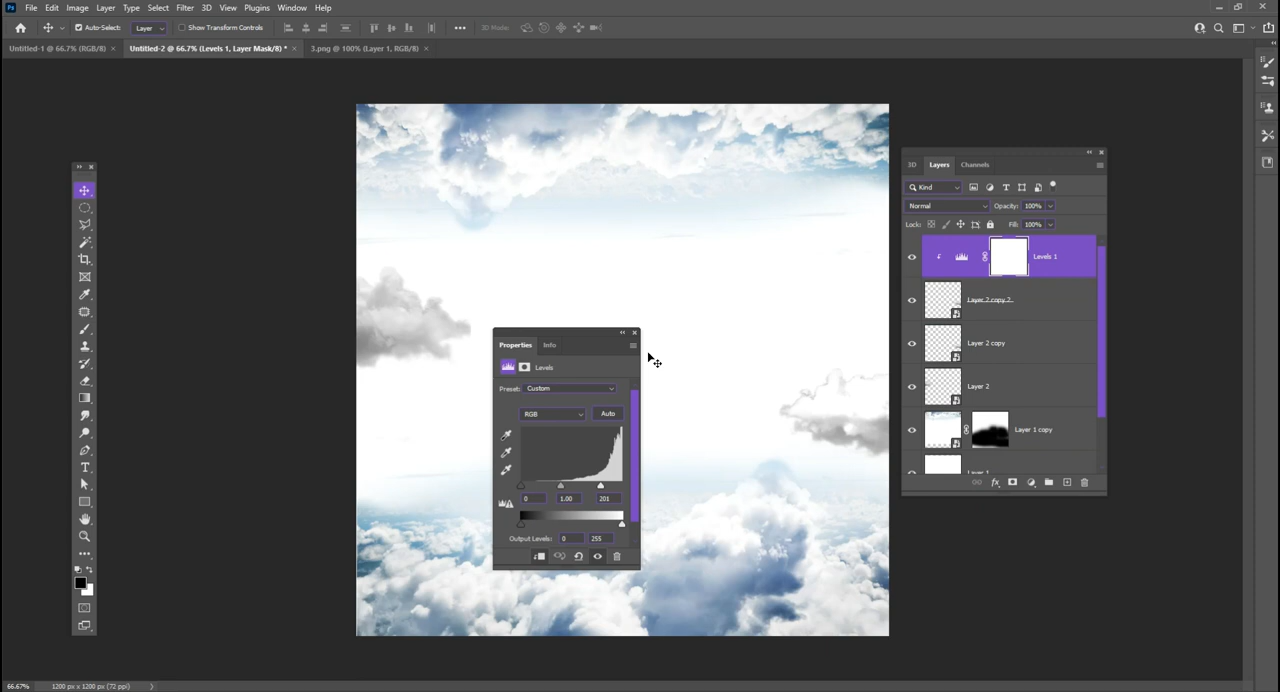 Ps File Edit Image Layer Type Select Filter 3D View Plugins Window Help
Auto-Select: Layer Show Transform Controls 3D Mode:
Untitled-1 @ 66.7% (RGB/8) × Untitled-2 @ 66.7% (Levels 1, Layer Mask/8) * × 3.png @ 100% (Layer 1, RGB/8) ×
3D Layers Channels
Kind
Normal Opacity: 100%
Lock: Fill: 100%
Levels 1
Layer 2 copy 2
Layer 2 copy
Layer 2
Layer 1 copy
Layer 1
Properties Info
Levels
Preset: Custom
RGB Auto
0 1.00 201
Output Levels: 0 255
66.67% 1200 px x 1200 px (72 ppi)